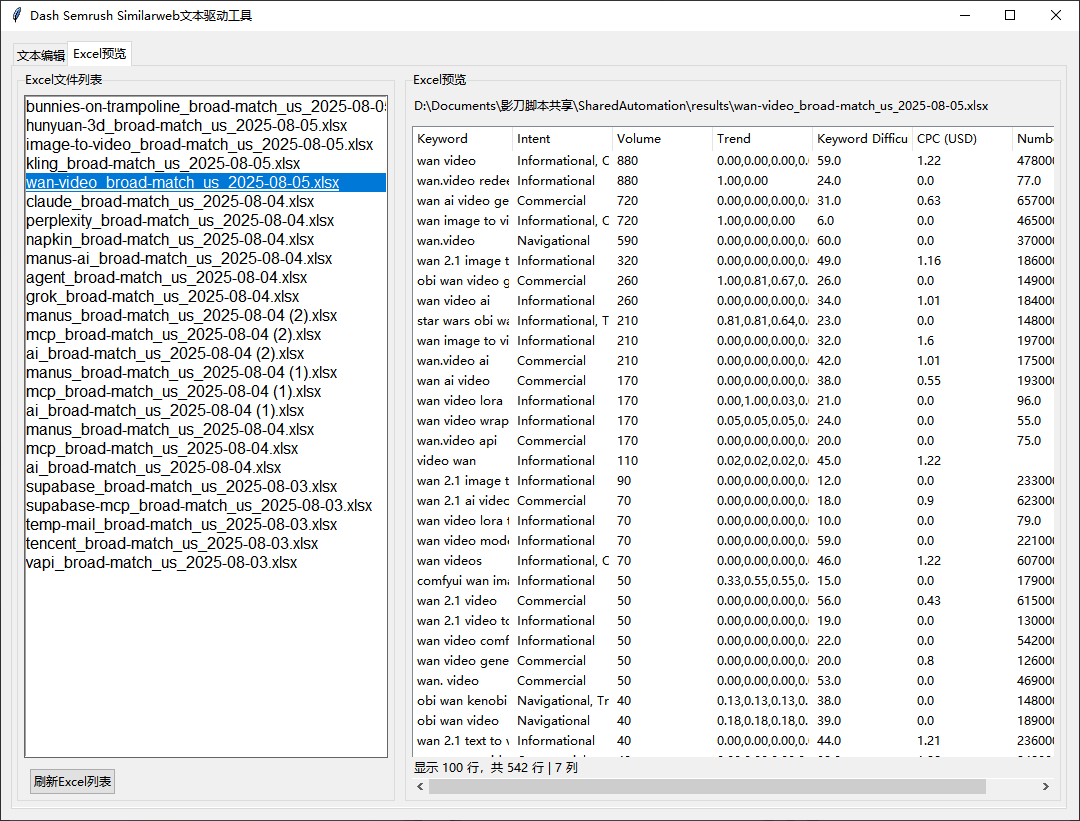 Dash Semrush Similarweb文本驱动工具
文本编辑 Excel预览
Excel文件列表
bunnies-on-trampoline_broad-match_us_2025-08-05
hunyuan-3d_broad-match_us_2025-08-05.xlsx
image-to-video_broad-match_us_2025-08-05.xlsx
kling_broad-match_us_2025-08-05.xlsx
wan-video_broad-match_us_2025-08-05.xlsx
claude_broad-match_us_2025-08-04.xlsx
perplexity_broad-match_us_2025-08-04.xlsx
napkin_broad-match_us_2025-08-04.xlsx
manus-ai_broad-match_us_2025-08-04.xlsx
agent_broad-match_us_2025-08-04.xlsx
grok_broad-match_us_2025-08-04.xlsx
manus_broad-match_us_2025-08-04 (2).xlsx
mcp_broad-match_us_2025-08-04 (2).xlsx
ai_broad-match_us_2025-08-04 (2).xlsx
manus_broad-match_us_2025-08-04 (1).xlsx
mcp_broad-match_us_2025-08-04 (1).xlsx
ai_broad-match_us_2025-08-04 (1).xlsx
manus_broad-match_us_2025-08-04.xlsx
mcp_broad-match_us_2025-08-04.xlsx
ai_broad-match_us_2025-08-04.xlsx
supabase_broad-match_us_2025-08-03.xlsx
supabase-mcp_broad-match_us_2025-08-03.xlsx
temp-mail_broad-match_us_2025-08-03.xlsx
tencent_broad-match_us_2025-08-03.xlsx
vapi_broad-match_us_2025-08-03.xlsx
刷新Excel列表
Excel预览
D:\Documents\影刀脚本共享\SharedAutomation\results\wan-video_broad-match_us_2025-08-05.xlsx
Keyword Intent Volume Trend Keyword Difficu CPC (USD) Numb
wan video Informational, C 880 0.00,0.00,0.00,0. 59.0 1.22 478000
wan.video rede Informational 880 1.00,0.00 24.0 0.0 77.0
wan ai video ge Commercial 720 0.00,0.00,0.00,0. 31.0 0.63 657000
wan image to vi Informational, C 720 1.00,0.00,0.00 6.0 0.0 465000
wan.video Navigational 590 0.00,0.00,0.00,0. 60.0 0.0 370000
wan 2.1 image t Informational 320 0.00,0.00,0.00,0. 49.0 1.16 186000
obi wan video g Commercial 260 1.00,0.81,0.67,0. 26.0 0.0 149000
wan video ai Informational 260 0.00,0.00,0.00,0. 34.0 1.01 184000
star wars obi wa Informational, T 210 0.81,0.81,0.64,0. 23.0 0.0 148000
wan image to vi Informational 210 0.00,0.00,0.00,0. 32.0 1.6 197000
wan.video ai Commercial 210 0.00,0.00,0.00,0. 42.0 1.01 175000
wan ai video Commercial 170 0.00,0.00,0.00,0. 38.0 0.55 193000
wan video lora Informational 170 0.00,1.00,0.03,0. 21.0 0.0 96.0
wan video wrap Informational 170 0.05,0.05,0.05,0. 24.0 0.0 55.0
wan.video api Commercial 170 0.00,0.00,0.00,0. 20.0 0.0 75.0
video wan Informational 110 0.02,0.02,0.02,0. 45.0 1.22
wan 2.1 image t Informational 90 0.00,0.00,0.00,0. 12.0 0.0 233000
wan 2.1 ai videc Commercial 70 0.00,0.00,0.00,0. 18.0 0.9 623000
wan video lora t Informational 70 0.00,0.00,0.00,0. 10.0 0.0 79.0
wan video mod Informational 70 0.00,0.00,0.00,0. 59.0 0.0 221000
wan videos Informational, C 70 0.00,0.00,0.00,0. 46.0 1.22 607000
comfyui wan im Informational 50 0.33,0.55,0.55,0. 15.0 0.0 179000
wan 2.1 video Commercial 50 0.00,0.00,0.00,0. 56.0 0.43 615000
wan 2.1 video tc Informational 50 0.00,0.00,0.00,0. 19.0 0.0 130000
wan video comf Informational 50 0.00,0.00,0.00,0. 22.0 0.0 542000
wan video gene Commercial 50 0.00,0.00,0.00,0. 20.0 0.8 126000
wan. video Commercial 50 0.00,0.00,0.00,0. 53.0 0.0 469000
obi wan kenobi Navigational, Tr 40 0.13,0.13,0.13,0. 38.0 0.0 148000
obi wan video Navigational 40 0.18,0.18,0.18,0. 39.0 0.0 189000
wan 2.1 text to v Informational 40 0.00,0.00,0.00,0. 44.0 1.21 236000
显示 100 行，共 542 行 | 7 列